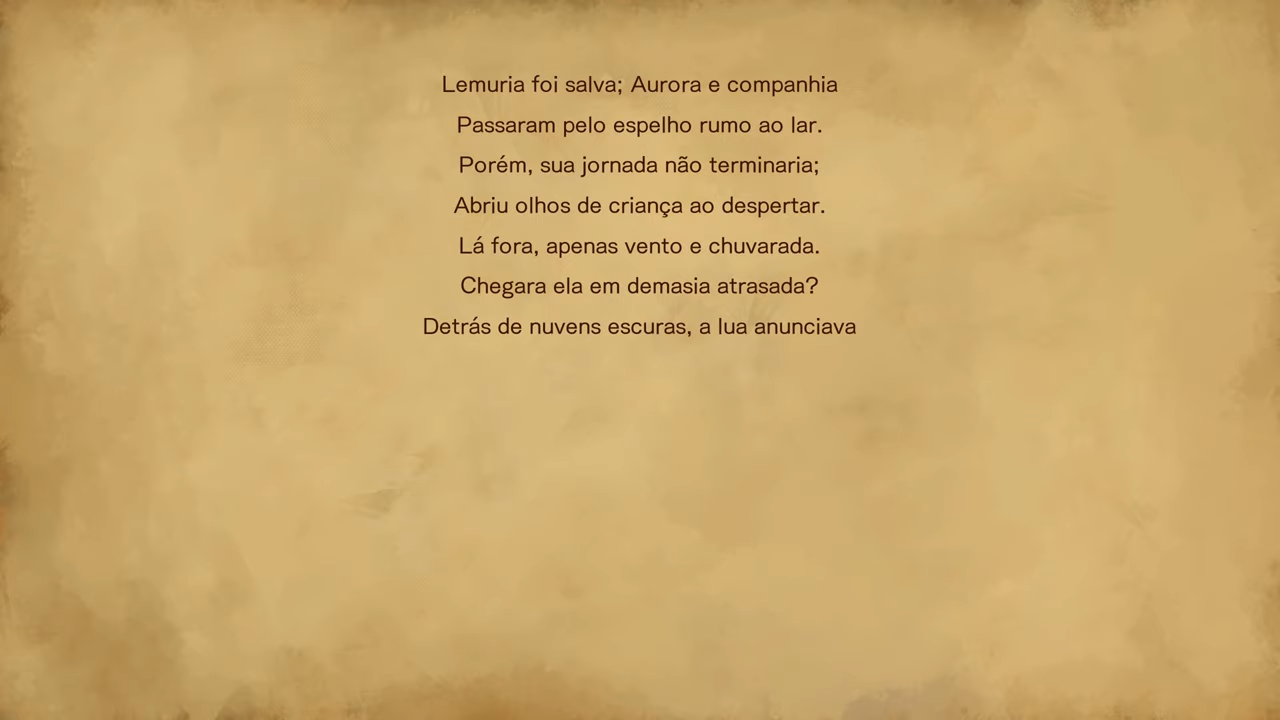 Lemuria foi salva; Aurora e companhia
Passaram pelo espelho rumo ao lar.
Porém, sua jornada não terminaria;
Abriu olhos de criança ao despertar.
Lá fora, apenas vento e chuvarada.
Chegara ela em demasia atrasada?
Detrás de nuvens escuras, a lua anunciava